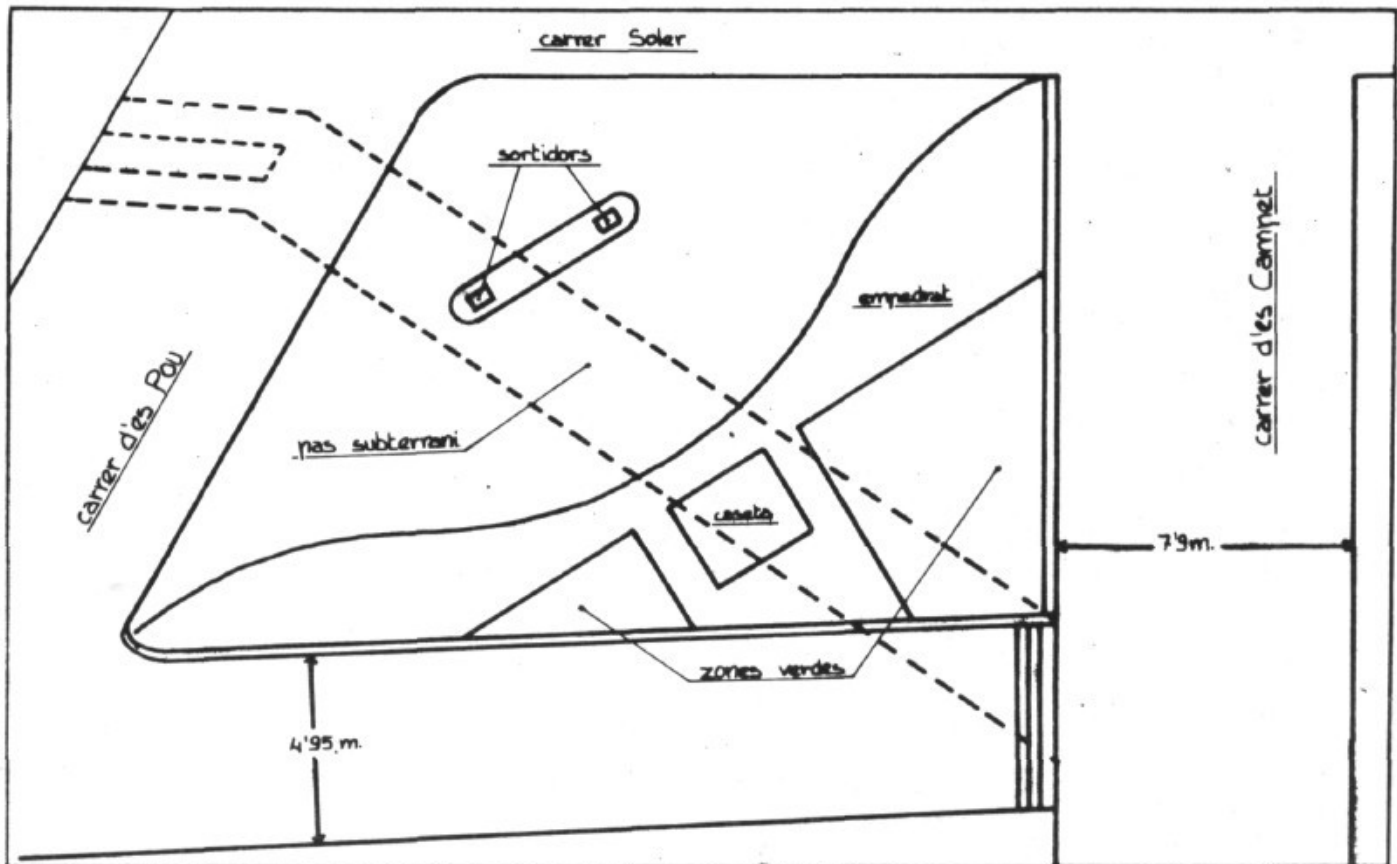 carrer Soler
sortidors
carrer d'es Campet
empedrat
carrer d'es POU
pas subterrani
caseta
7'9m.
zones verdes
4'95 m.